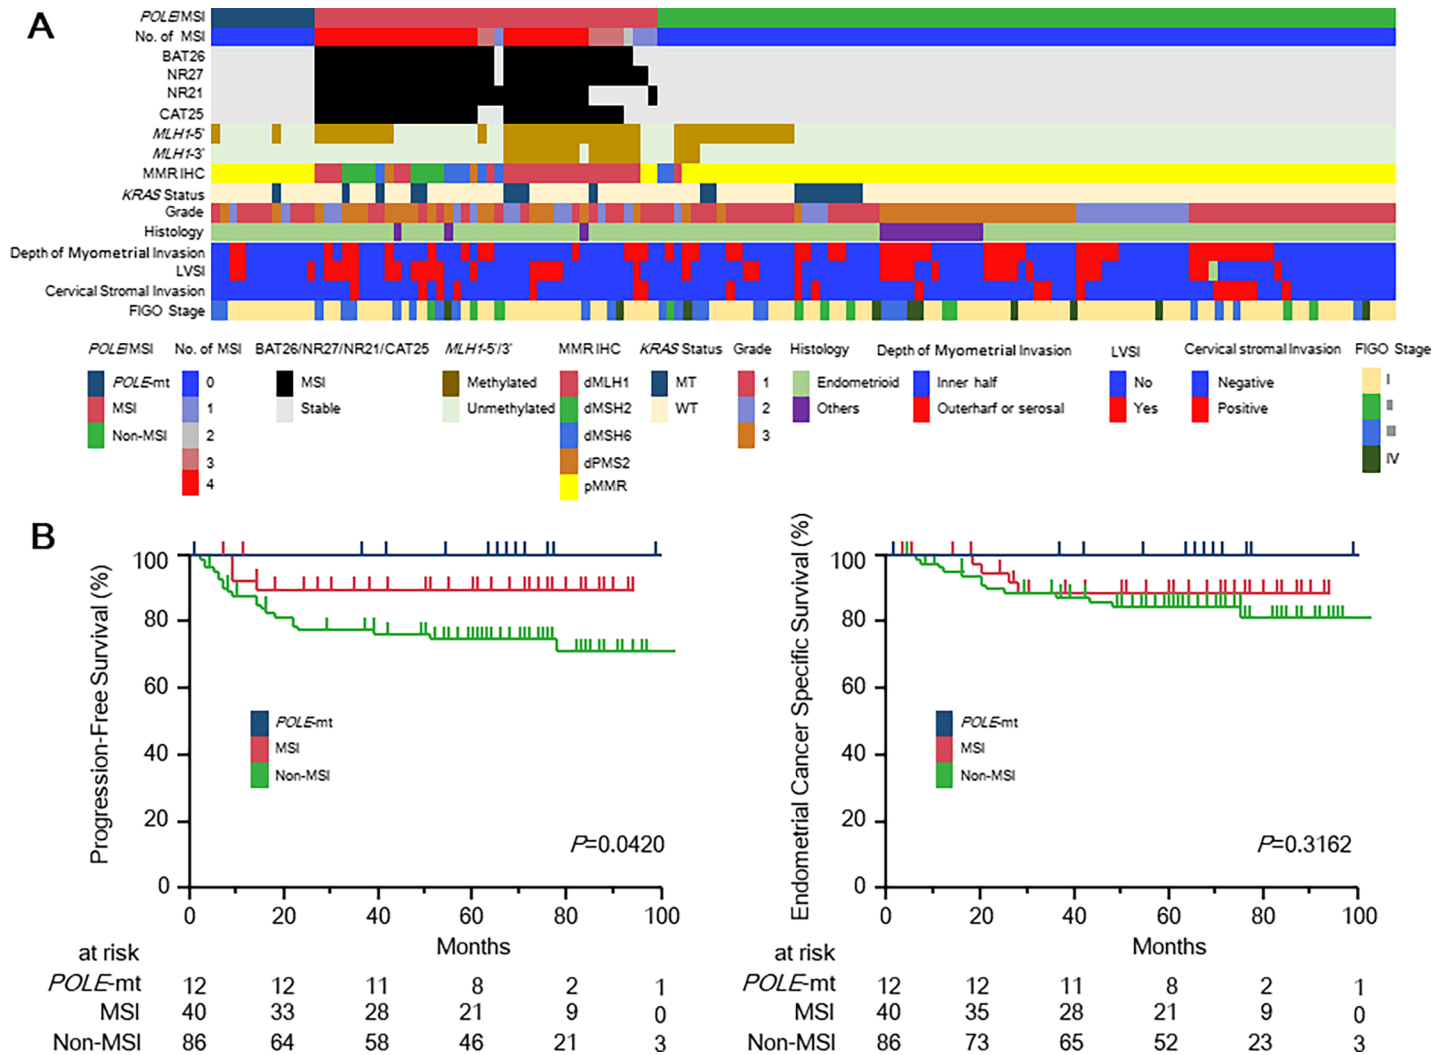 A
POLE/MSI
No. of MSI
BAT26
NR27
NR21
CAT25
MLH1-5'
MLH1-3'
MMR IHC
KRAS Status
Grade
Histology
Depth of Myometrial Invasion
LVSI
Cervical Stromal Invasion
FIGO Stage
POLE/MSI
POLE-mt
MSI
Non-MSI
No. of MSI
0
1
2
3
4
BAT26/NR27/NR21/CAT25
MSI
Stable
MLH1-5'/3'
Methylated
Unmethylated
MMR IHC
dMLH1
dMSH2
dMSH6
dPMS2
pMMR
KRAS Status
MT
WT
Grade
1
2
3
Histology
Endometrioid
Others
Depth of Myometrial Invasion
Inner half
Outerharf or serosal
LVSI
No
Yes
Cervical stromal Invasion
Negative
Positive
FIGO Stage
I
II
III
IV
B
Progression-Free Survival (%)
100
80
60
40
20
0
POLE-mt
MSI
Non-MSI
P=0.0420
0 20 40 60 80 100
Months
at risk
POLE-mt 12 12 11 8 2 1
MSI 40 33 28 21 9 0
Non-MSI 86 64 58 46 21 3
Endometrial Cancer Specific Survival (%)
100
80
60
40
20
0
POLE-mt
MSI
Non-MSI
P=0.3162
0 20 40 60 80 100
Months
at risk
POLE-mt 12 12 11 8 2 1
MSI 40 35 28 21 9 0
Non-MSI 86 73 65 52 23 3